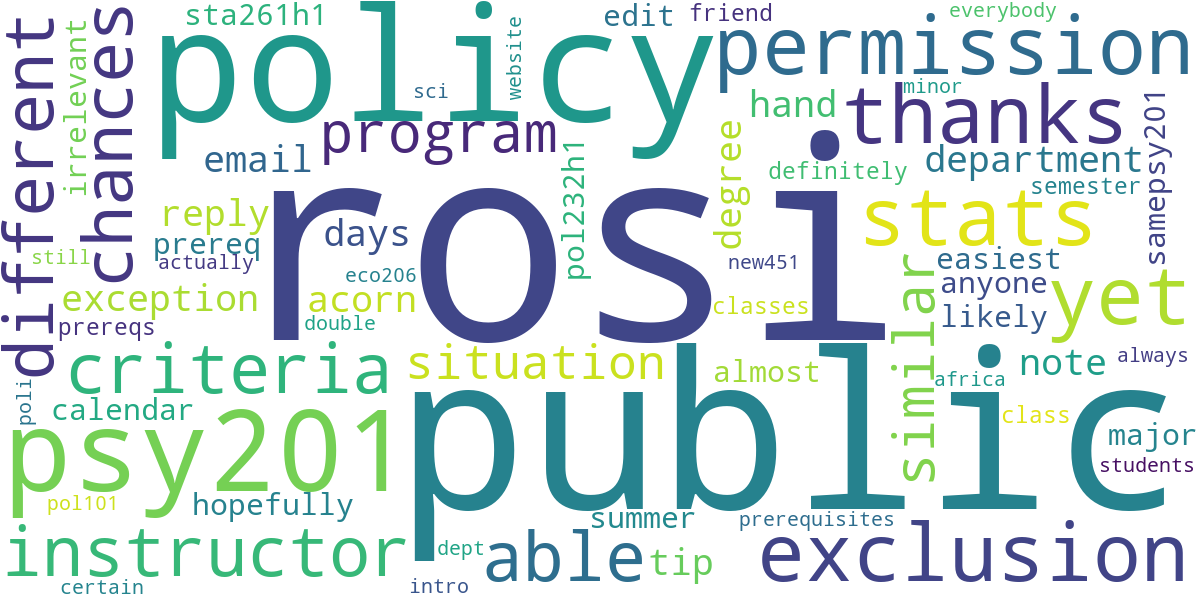 sta261h1
edit
friend
everybody
policy
website
permission
different
irrelevant
chances
sci
minor
hand
thanks
program
samepsy201
email
pol232h1
degree
definitely
department
semester
rosi
reply
days
stats
prereq
still
actually
eco206
new451
easiest
exception
acorn
classes
anyone
yet
prereqs
double
similar
likely
criteria
situation
public
almost
note
always
poli
calendar
africa
class
major
psy201
students
pol101
hopefully
summer
prerequisites
instructor
dept
able
tip
exclusion
certain
intro